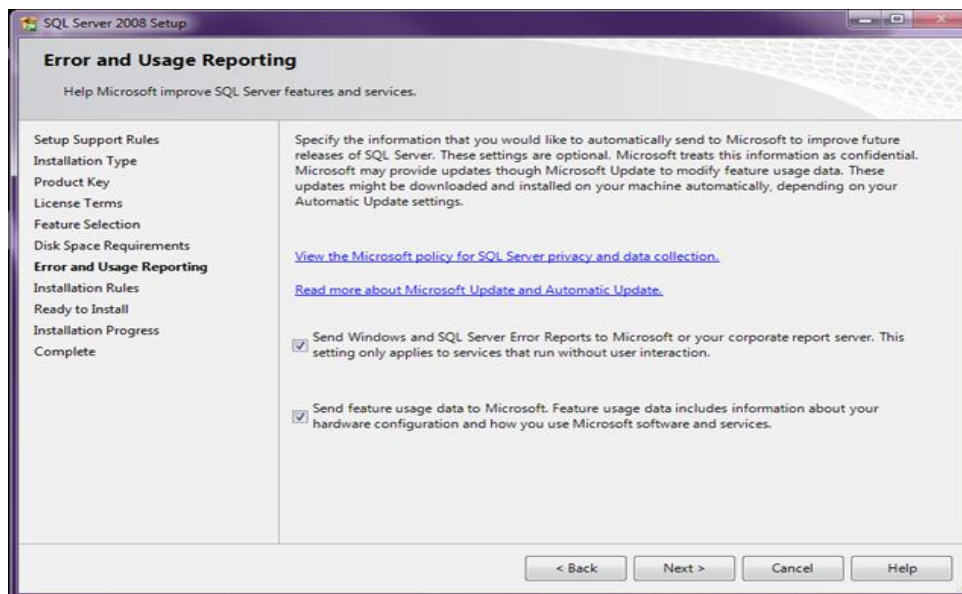 SQL Server 2008 Setup
Error and Usage Reporting
Help Microsoft improve SQL Server features and services.
Setup Support Rules
Installation Type
Product Key
License Terms
Feature Selection
Disk Space Requirements
Error and Usage Reporting
Installation Rules
Ready to Install
Installation Progress
Complete
Specify the information that you would like to automatically send to Microsoft to improve future
releases of SQL Server. These settings are optional. Microsoft treats this information as confidential.
Microsoft may provide updates though Microsoft Update to modify feature usage data. These
updates might be downloaded and installed on your machine automatically, depending on your
Automatic Update settings.
View the Microsoft policy for SQL Server privacy and data collection.
Read more about Microsoft Update and Automatic Update.
Send Windows and SQL Server Error Reports to Microsoft or your corporate report server. This
setting only applies to services that run without user interaction.
Send feature usage data to Microsoft. Feature usage data includes information about your
hardware configuration and how you use Microsoft software and services.
< Back
Next >
Cancel
Help